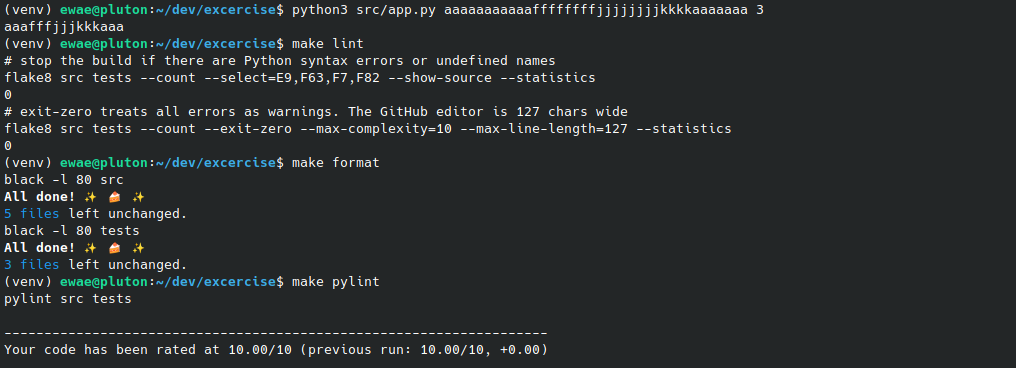 (venv) ewae@pluton:~/dev/excercise$ python3 src/app.py aaaaaaaaaaaffffffffjjjjjjjjkkkkaaaaaaa 3
aaafffjjjkkkaaa
(venv) ewae@pluton:~/dev/excercise$ make lint
# stop the build if there are Python syntax errors or undefined names
flake8 src tests --count --select=E9,F63,F7,F82 --show-source --statistics
0
# exit-zero treats all errors as warnings. The GitHub editor is 127 chars wide
flake8 src tests --count --exit-zero --max-complexity=10 --max-line-length=127 --statistics
0
(venv) ewae@pluton:~/dev/excercise$ make format
black -l 80 src
All done! ✨ 🍰 ✨
5 files left unchanged.
black -l 80 tests
All done! ✨ 🍰 ✨
3 files left unchanged.
(venv) ewae@pluton:~/dev/excercise$ make pylint
pylint src tests
--------------------------------------------------------------------
Your code has been rated at 10.00/10 (previous run: 10.00/10, +0.00)